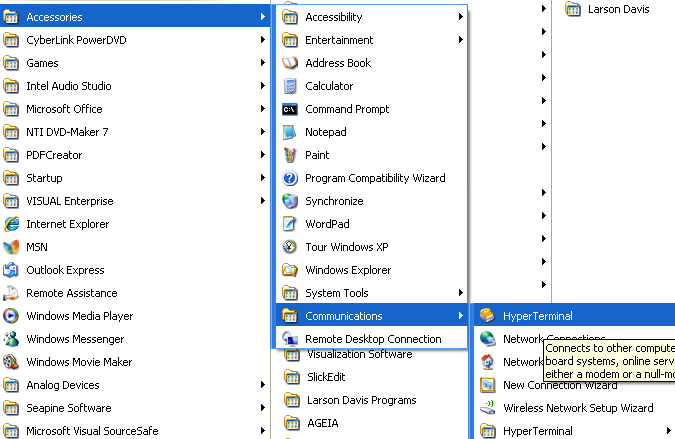 Accessories
CyberLink PowerDVD
Games
Intel Audio Studio
Microsoft Office
NTI DVD-Maker 7
PDFCreator
Startup
VISUAL Enterprise
Internet Explorer
MSN
Outlook Express
Remote Assistance
Windows Media Player
Windows Messenger
Windows Movie Maker
Analog Devices
Seapine Software
Microsoft Visual SourceSafe
Accessibility
Entertainment
Address Book
Calculator
Command Prompt
Notepad
Paint
Program Compatibility Wizard
Synchronize
WordPad
Tour Windows XP
Windows Explorer
System Tools
Communications
Remote Desktop Connection
Visualization Software
SlickEdit
Larson Davis Programs
AGEIA
Larson Davis
HyperTerminal
Network Connections
Network
New Connection Wizard
Wireless Network Setup Wizard
HyperTerminal
Connects to other compute
board systems, online serv
either a modem or a null-mo